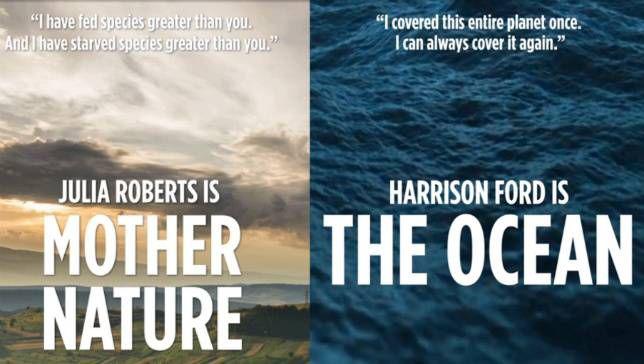 “I have fed species greater than you.
And I have starved species greater than you.”
JULIA ROBERTS IS
MOTHER
NATURE
“I covered this entire planet once.
I can always cover it again.”
HARRISON FORD IS
THE OCEAN